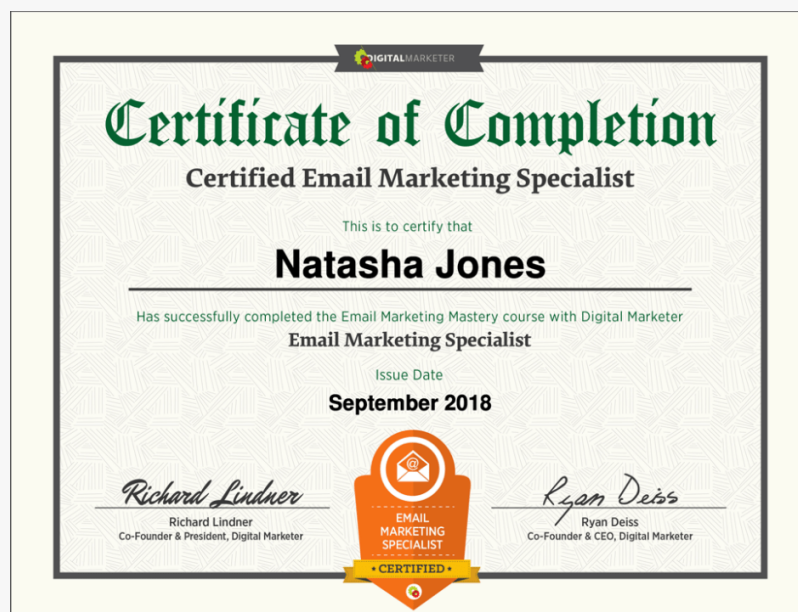 DIGITALMARKETER
Certificate of Completion
Certified Email Marketing Specialist
This is to certify that
Natasha Jones
Has successfully completed the Email Marketing Mastery course with Digital Marketer
Email Marketing Specialist
Issue Date
September 2018
Richard Lindner
Richard Lindner
Co-Founder & President, Digital Marketer
@
EMAIL
MARKETING
SPECIALIST
• CERTIFIED •
Ryan Deiss
Ryan Deiss
Co-Founder & CEO, Digital Marketer